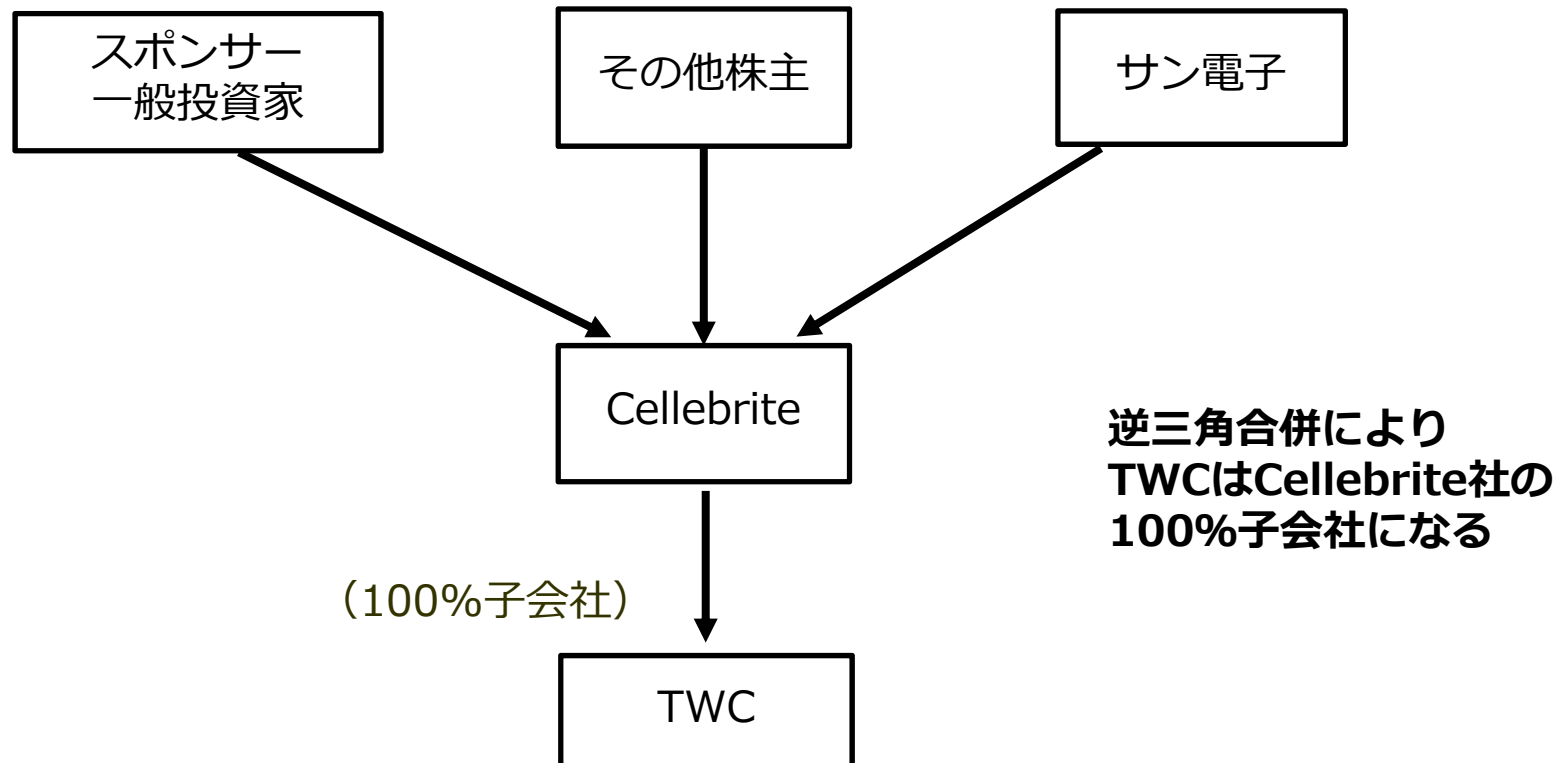 スポンサー
一般投資家
その他株主
サン電子
Cellebrite
逆三角合併により
TWCはCellebrite社の
100%子会社になる
（100%子会社）
TWC